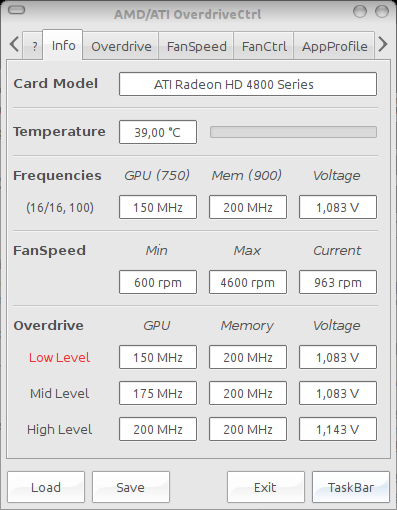 AMD/ATI OverdriveCtrl
? Info Overdrive FanSpeed FanCtrl AppProfile
Card Model ATI Radeon HD 4800 Series
Temperature 39,00 °C
Frequencies GPU (750) Mem (900) Voltage
(16/16, 100) 150 MHz 200 MHz 1,083 V
FanSpeed Min Max Current
600 rpm 4600 rpm 963 rpm
Overdrive GPU Memory Voltage
Low Level 150 MHz 200 MHz 1,083 V
Mid Level 175 MHz 200 MHz 1,083 V
High Level 200 MHz 200 MHz 1,143 V
Load Save Exit TaskBar